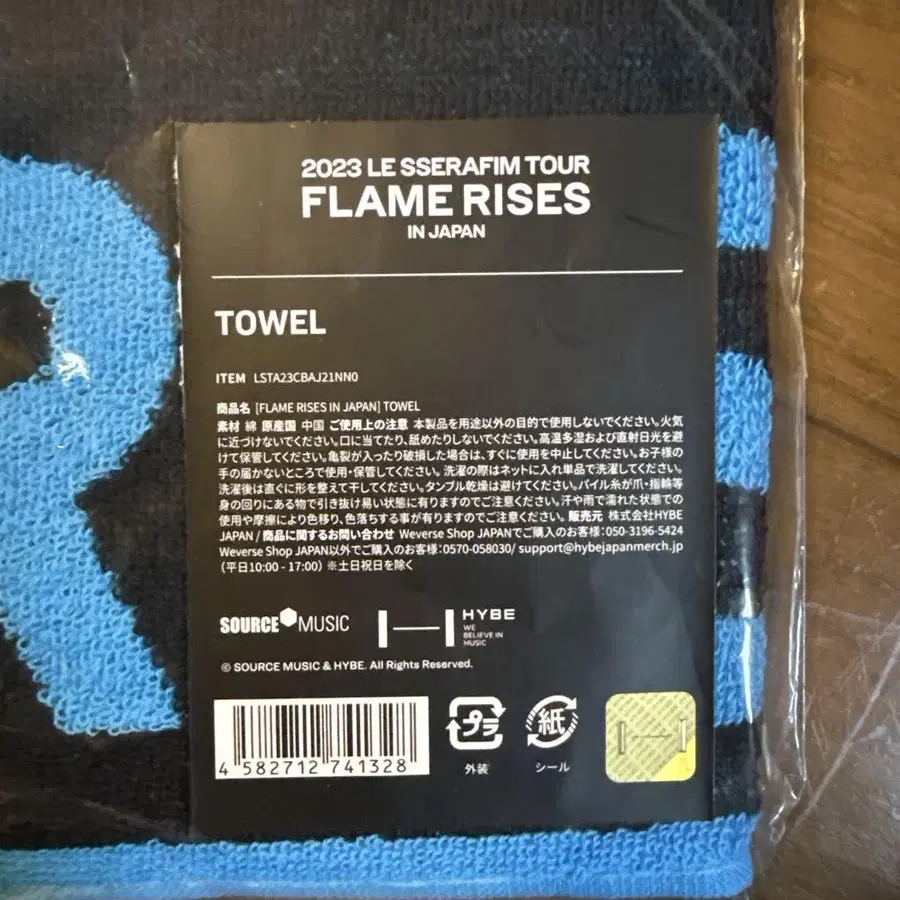 2023 LE SSERAFIM TOUR
FLAME RISES
IN JAPAN
TOWEL
ITEM LSTA23CBAJ21NN0
商品名 [FLAME RISES IN JAPAN] TOWEL
素材 綿 原産国 中国 ご使用上の注意 本製品を用途以外の目的で使用しないでください。火気
に近づけないでください。口に当てたり、舐めたりしないでください。高温多湿および直射日光を避
けて保管してください。亀裂が入ったり破損した場合は、すぐに使用を中止してください。お子様の
手の届かないところで使用・保管してください。洗濯の際はネットに入れ単品で洗濯してください。
洗濯後は直ぐに形を整えて干してください。タンブル乾燥は避けてください。パイル糸が爪・指輪等
身の回りにある物で引き抜け易い状態に有りますのでご注意ください。汗や雨で濡れた状態での
使用や摩擦により色移り、色落ちする事が有りますのでご注意ください。販売元 株式会社HYBE
JAPAN / 商品に関するお問い合わせ Weverse Shop JAPANでご購入のお客様：050-3196-5424
Weverse Shop JAPAN以外でご購入のお客様：0570-058030/ support@hybejapanmerch.jp
（平日10:00 - 17:00） ※土日祝日を除く
SOURCE MUSIC
HYBE
WE
BELIEVE IN
MUSIC
© SOURCE MUSIC & HYBE. All Rights Reserved.
4 582712 741328
プラ
外装
紙
シール
R